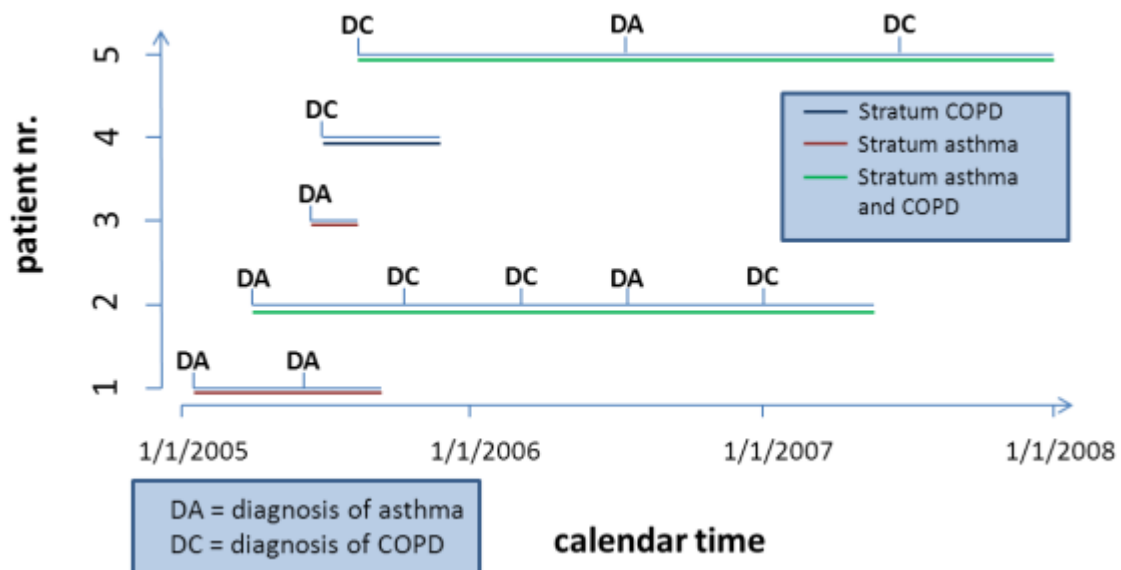 DC DA DC
5
DC
Stratum COPD
4
Stratum asthma
Stratum asthma
and COPD
DA
3
patient nr.
DA DC DC DA DC
2
DA DA
1
1/1/2005 1/1/2006 1/1/2007 1/1/2008
DA = diagnosis of asthma
DC = diagnosis of COPD
calendar time